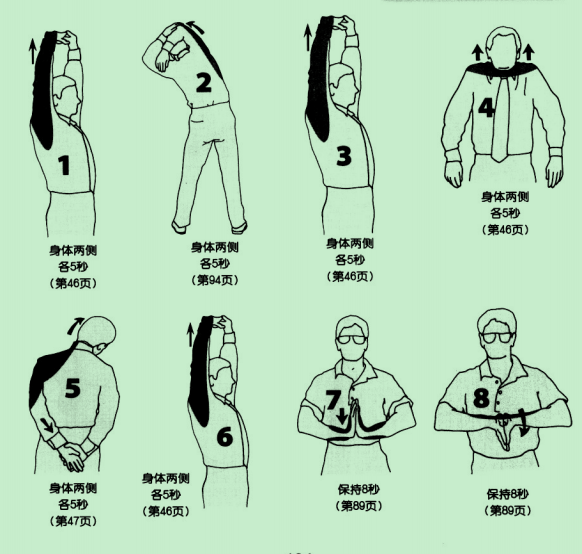 1
身体两侧
各5秒
（第46页）
2
身体两侧
各5秒
（第94页）
3
身体两侧
各5秒
（第46页）
4
身体两侧
各5秒
（第46页）
5
身体两侧
各5秒
（第47页）
6
身体两侧
各5秒
（第46页）
7
保持8秒
（第89页）
8
保持8秒
（第89页）